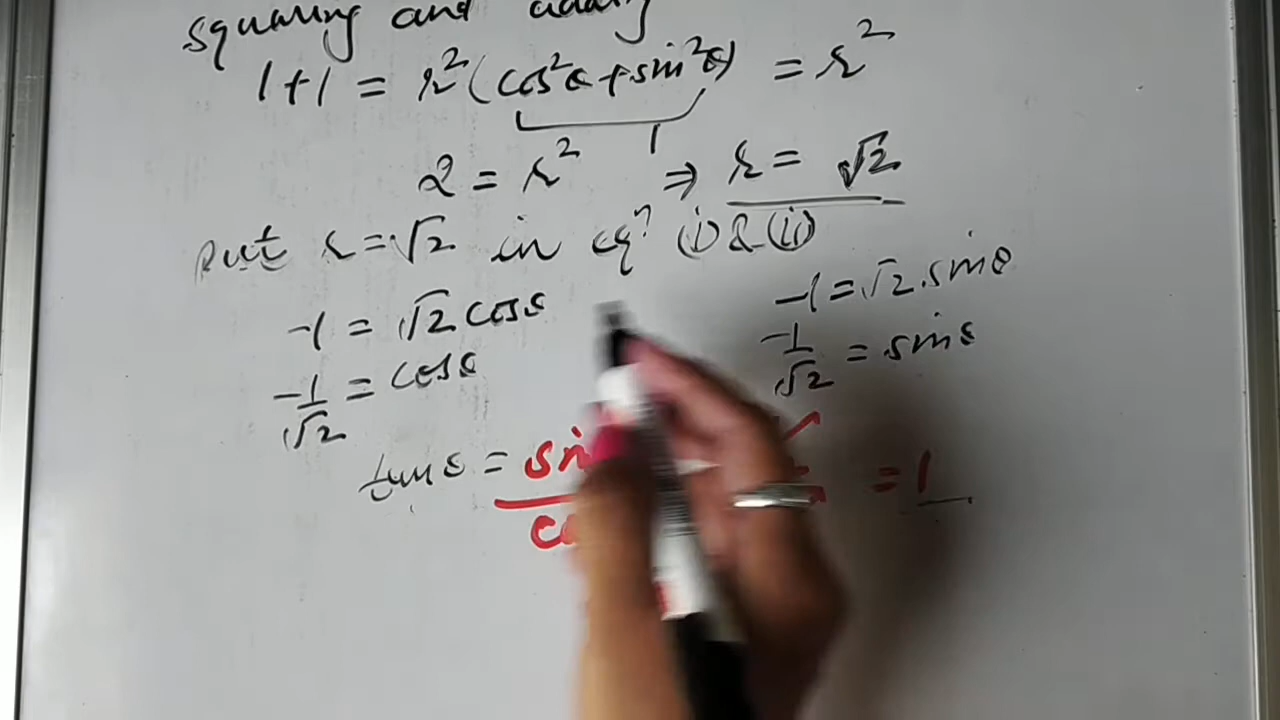 squaring and adding
1+1 = r²(cos²θ+sin²θ) = r²
1
2 = r² ⇒ r = √2
put r=√2 in eqⁿ (i) & (ii)
-1 = √2 cosθ
-1/√2 = cosθ
-1 = √2.sinθ
-1/√2 = sinθ
tanθ = = 1